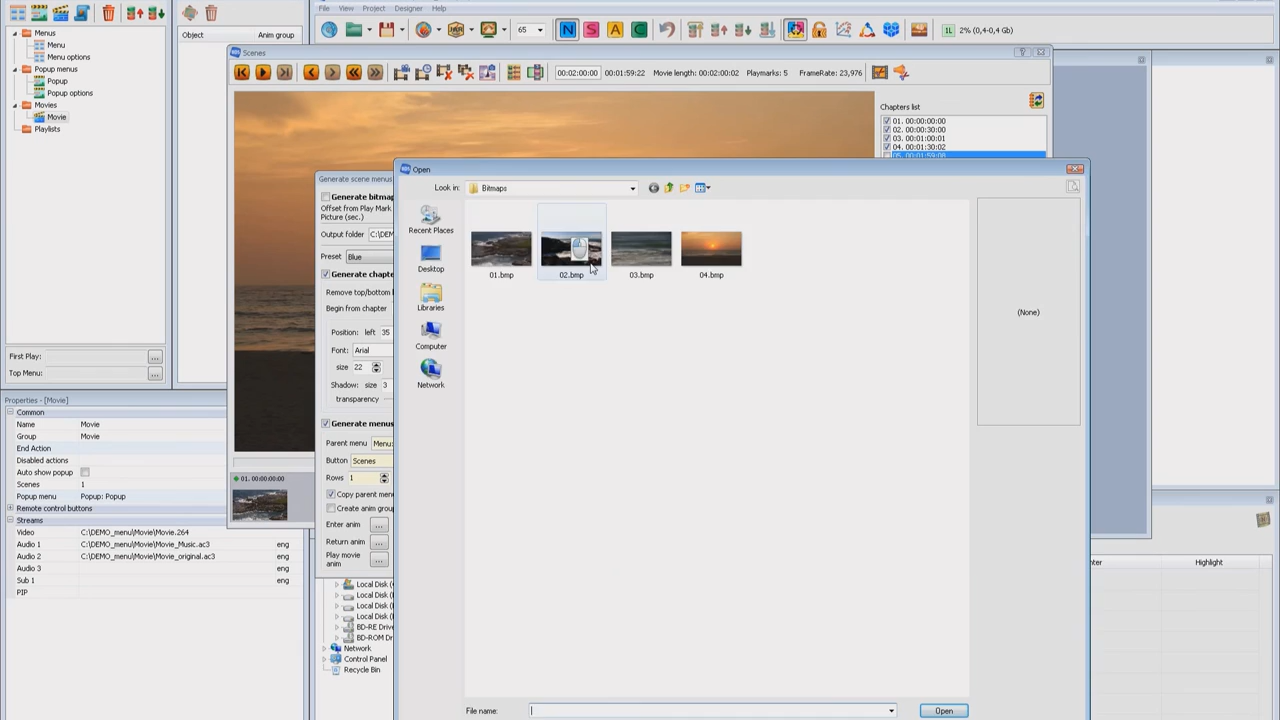 File View Project Designer Help
65 N S A C 1L 2% (0,4-0,4 Gb)
Menus
Menu
Menu options
Popup menus
Popup
Popup options
Movies
Movie
Playlists
First Play: ...
Top Menu: ...
Object Anim group
Scenes
00:02:00:00 00:01:59:22 Movie length: 00:02:00:02 Playmarks: 5 FrameRate: 23,976
Chapters list
01. 00:00:00:00
02. 00:00:30:00
03. 00:01:00:01
04. 00:01:30:02
Generate scene menus
Generate bitmap
Offset from Play Mark
Picture (sec.)
Output folder C:\DEM
Preset Blue
Generate chapte
Remove top/bottom l
Begin from chapter
Position: left 35
Font: Arial
size 22
Shadow: size 3
transparency
Generate menus
Parent menu Menu:
Button Scenes
Rows 1
Copy parent men
Create anim group
Enter anim ...
Return anim ...
Play movie
anim ...
01. 00:00:00:00
Open
Look in: Bitmaps
Recent Places
Desktop
Libraries
Computer
Network
01.bmp 02.bmp 03.bmp 04.bmp
(None)
File name: Open
Properties - [Movie]
Common
Name Movie
Group Movie
End Action
Disabled actions
Auto show popup
Scenes 1
Popup menu Popup: Popup
Remote control buttons
Streams
Video C:\DEMO_menu\Movie\Movie.264
Audio 1 C:\DEMO_menu\Movie\Movie_Music.ac3 eng
Audio 2 C:\DEMO_menu\Movie\Movie_original.ac3 eng
Audio 3 eng
Sub 1 eng
PIP
Local Disk (
Local Disk (
Local Disk (
Local Disk (
BD-RE Drive
BD-ROM Dr
Network
Control Panel
Recycle Bin
nter Highlight